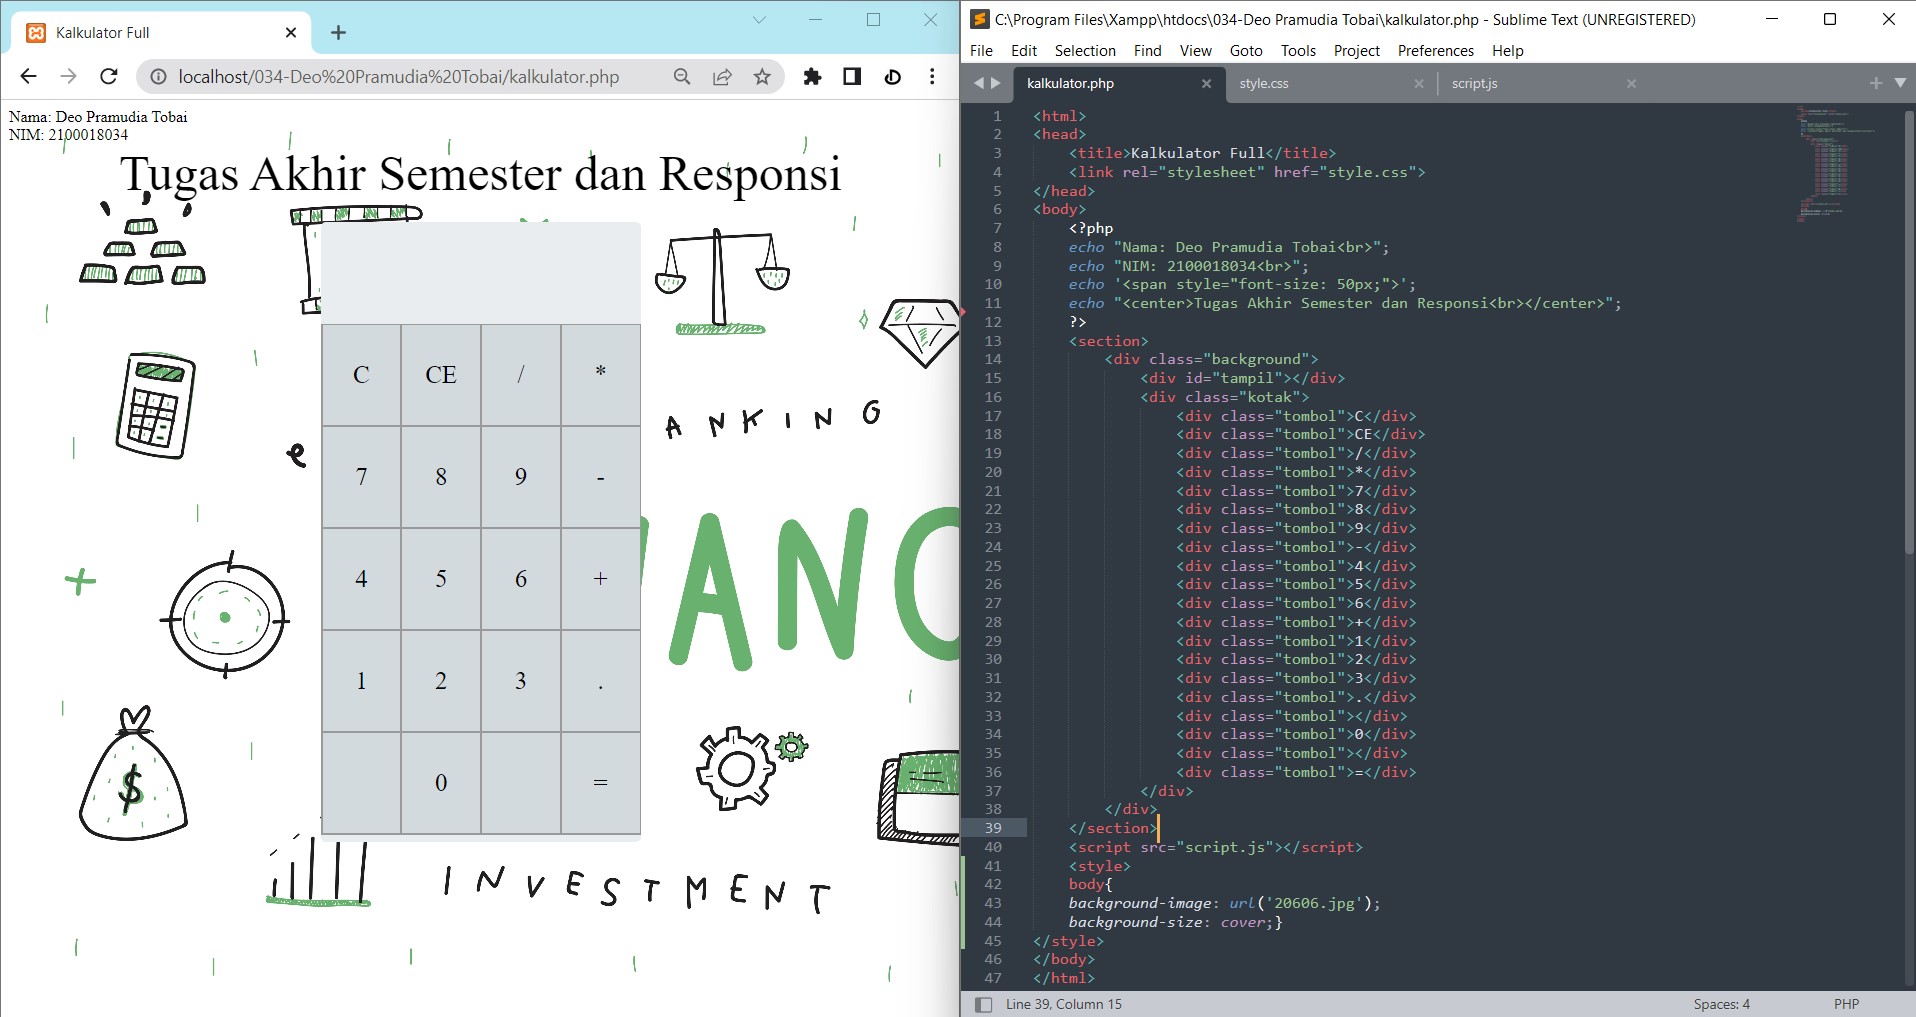 Kalkulator Full
localhost/034-Deo%20Pramudia%20Tobai/kalkulator.php
Nama: Deo Pramudia Tobai
NIM: 2100018034
Tugas Akhir Semester dan Responsi
C CE / *
7 8 9 -
4 5 6 +
1 2 3 .
0 =
e
ANKING
ANC
$
INVESTMENT
C:\Program Files\Xampp\htdocs\034-Deo Pramudia Tobai\kalkulator.php - Sublime Text (UNREGISTERED)
File Edit Selection Find View Goto Tools Project Preferences Help
kalkulator.php style.css script.js
1 <html>
2 <head>
3 <title>Kalkulator Full</title>
4 <link rel="stylesheet" href="style.css">
5 </head>
6 <body>
7 <?php
8 echo "Nama: Deo Pramudia Tobai<br>";
9 echo "NIM: 2100018034<br>";
10 echo '<span style="font-size: 50px;">';
11 echo "<center>Tugas Akhir Semester dan Responsi<br></center>";
12 ?>
13 <section>
14 <div class="background">
15 <div id="tampil"></div>
16 <div class="kotak">
17 <div class="tombol">C</div>
18 <div class="tombol">CE</div>
19 <div class="tombol">/</div>
20 <div class="tombol">*</div>
21 <div class="tombol">7</div>
22 <div class="tombol">8</div>
23 <div class="tombol">9</div>
24 <div class="tombol">-</div>
25 <div class="tombol">4</div>
26 <div class="tombol">5</div>
27 <div class="tombol">6</div>
28 <div class="tombol">+</div>
29 <div class="tombol">1</div>
30 <div class="tombol">2</div>
31 <div class="tombol">3</div>
32 <div class="tombol">.</div>
33 <div class="tombol"></div>
34 <div class="tombol">0</div>
35 <div class="tombol"></div>
36 <div class="tombol">=</div>
37 </div>
38 </div>
39 </section>
40 <script src="script.js"></script>
41 <style>
42 body{
43 background-image: url('20606.jpg');
44 background-size: cover;}
45 </style>
46 </body>
47 </html>
Line 39, Column 15 Spaces: 4 PHP